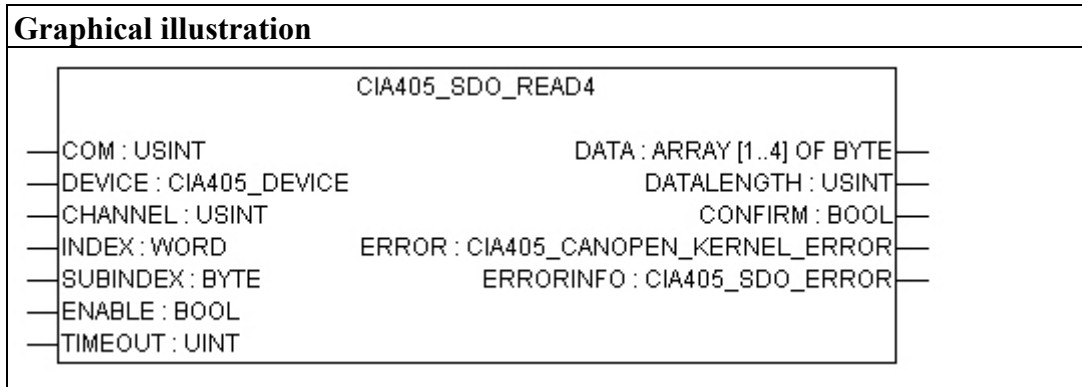 Graphical illustration
CIA405_SDO_READ4
COM : USINT DATA : ARRAY [1..4] OF BYTE
DEVICE : CIA405_DEVICE DATALENGTH : USINT
CHANNEL : USINT CONFIRM : BOOL
INDEX : WORD ERROR : CIA405_CANOPEN_KERNEL_ERROR
SUBINDEX : BYTE ERRORINFO : CIA405_SDO_ERROR
ENABLE : BOOL
TIMEOUT : UINT